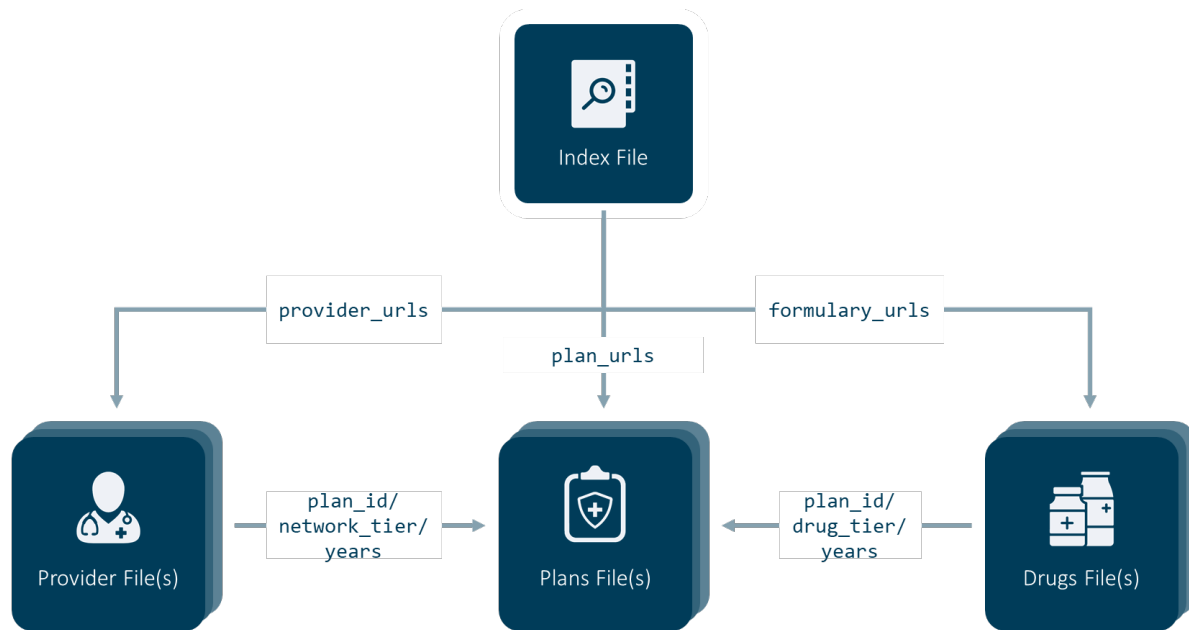 Index File
provider_urls
formulary_urls
plan_urls
plan_id/
network_tier/
years
plan_id/
drug_tier/
years
Provider File(s)
Plans File(s)
Drugs File(s)